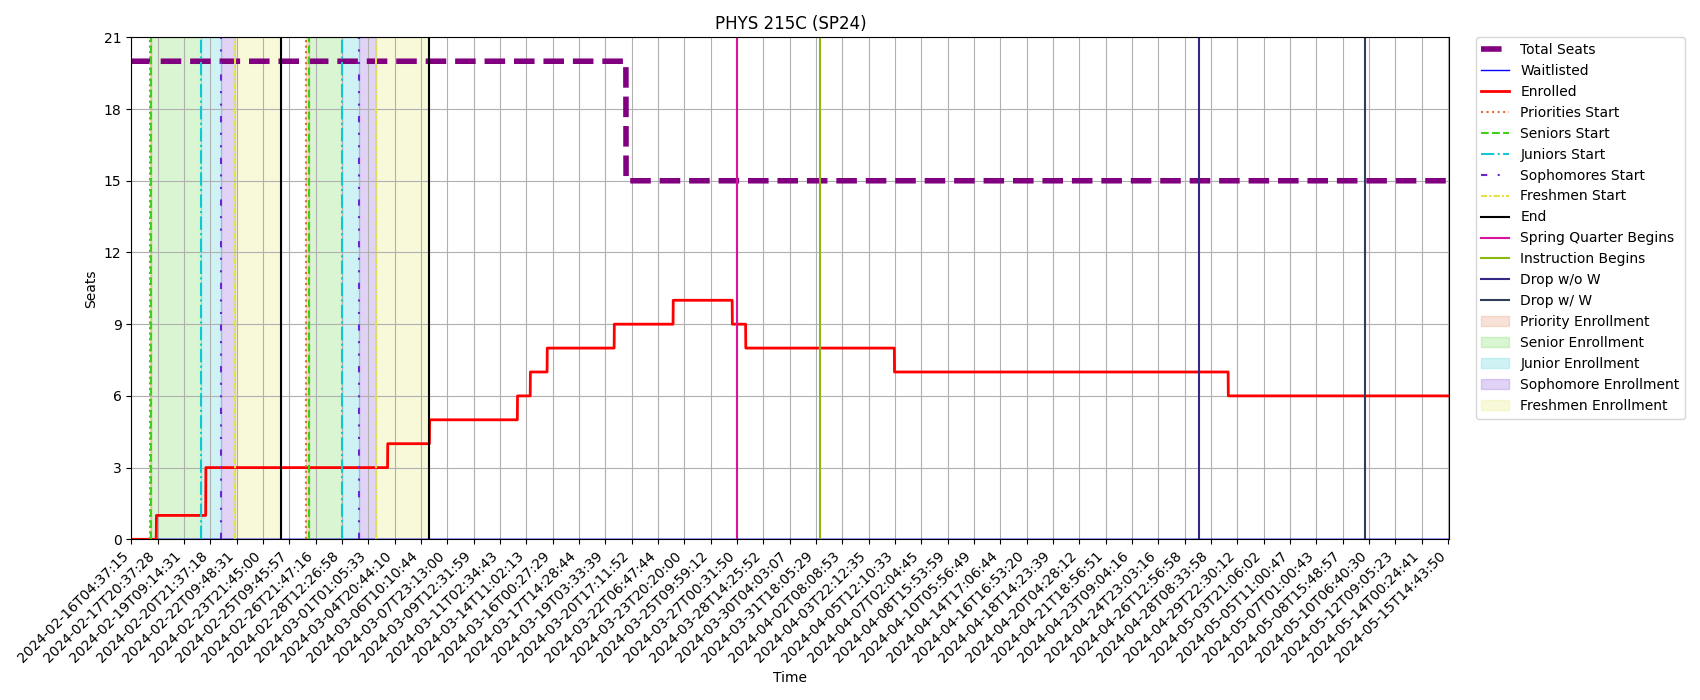 PHYS 215C (SP24)
21
18
15
12
9
6
3
0
Seats
2024-02-16T04:37:15
2024-02-17T20:37:28
2024-02-19T09:14:31
2024-02-20T21:37:18
2024-02-22T09:48:31
2024-02-23T21:45:00
2024-02-25T09:45:57
2024-02-26T21:47:16
2024-02-28T12:26:58
2024-03-01T01:05:33
2024-03-04T20:44:10
2024-03-06T10:10:44
2024-03-07T23:13:00
2024-03-09T12:31:59
2024-03-11T02:34:43
2024-03-14T11:02:13
2024-03-16T00:27:29
2024-03-17T14:28:44
2024-03-19T03:33:39
2024-03-20T17:11:52
2024-03-22T06:47:44
2024-03-23T20:20:00
2024-03-25T09:59:12
2024-03-27T00:31:50
2024-03-28T14:25:52
2024-03-30T04:03:07
2024-03-31T18:05:29
2024-04-02T08:08:53
2024-04-03T22:12:35
2024-04-05T12:10:33
2024-04-07T02:04:45
2024-04-08T15:53:59
2024-04-10T05:56:49
2024-04-14T17:06:44
2024-04-16T16:53:20
2024-04-18T14:23:39
2024-04-20T04:28:12
2024-04-21T18:56:51
2024-04-23T09:04:16
2024-04-24T23:03:16
2024-04-26T12:56:58
2024-04-28T08:33:58
2024-04-29T22:30:12
2024-05-03T21:06:02
2024-05-05T11:00:47
2024-05-07T01:00:43
2024-05-08T15:48:57
2024-05-10T06:40:30
2024-05-12T09:05:23
2024-05-14T00:24:41
2024-05-15T14:43:50
Time
Total Seats
Waitlisted
Enrolled
Priorities Start
Seniors Start
Juniors Start
Sophomores Start
Freshmen Start
End
Spring Quarter Begins
Instruction Begins
Drop w/o W
Drop w/ W
Priority Enrollment
Senior Enrollment
Junior Enrollment
Sophomore Enrollment
Freshmen Enrollment